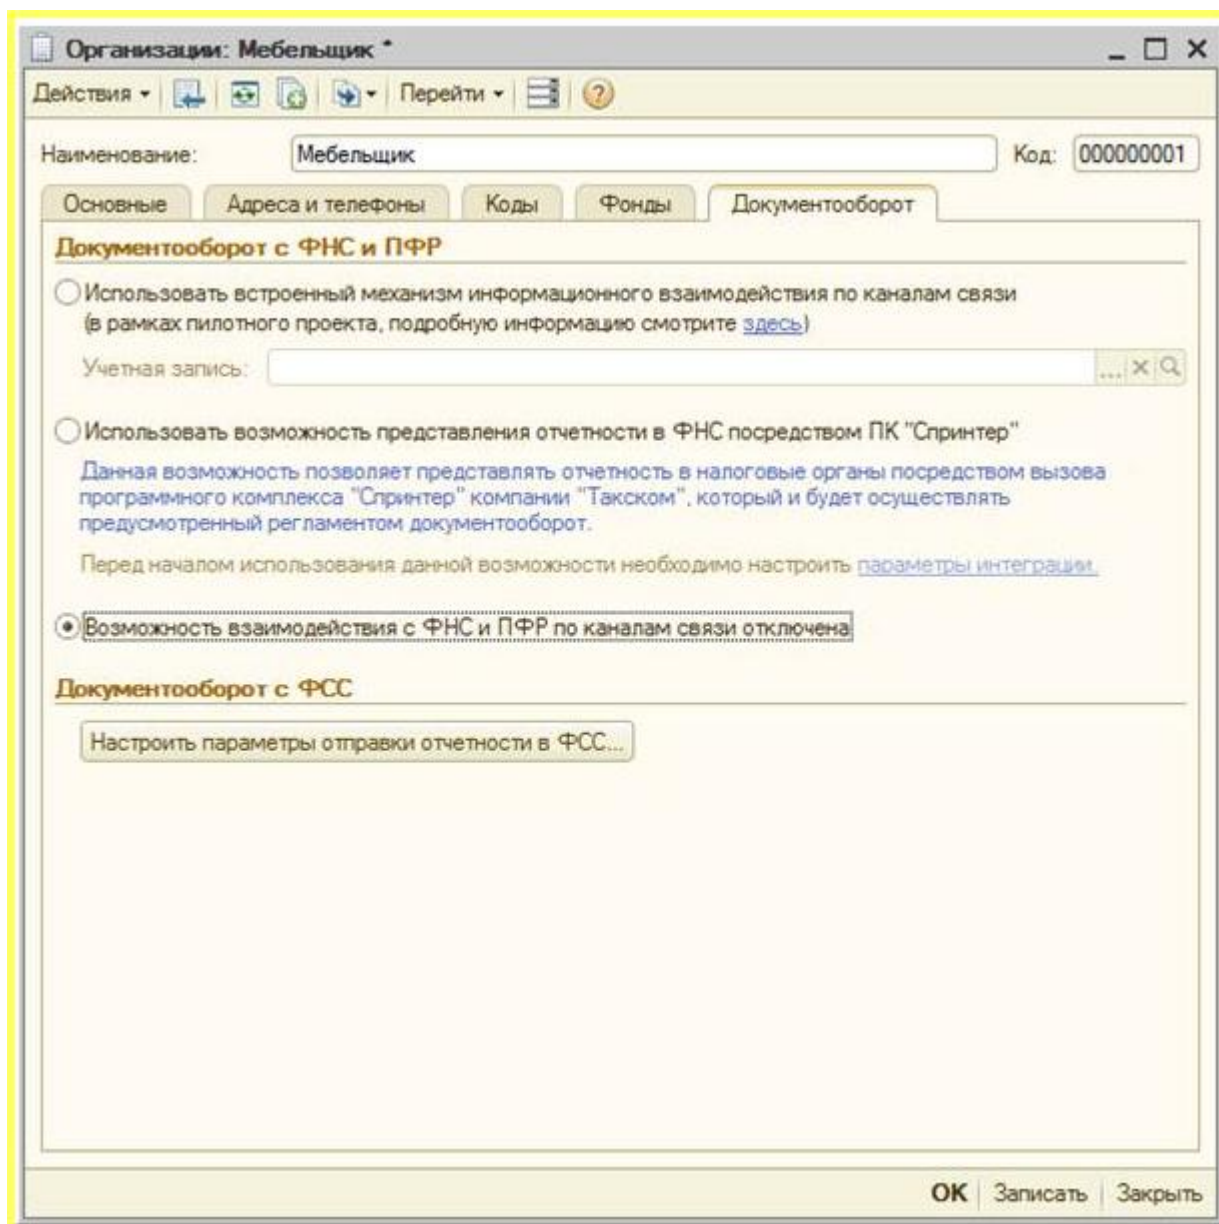 Организации: Мебельщик *
Действия Перейти
Наименование: Мебельщик Код: 000000001
Основные Адреса и телефоны Коды Фонды Документооборот
Документооборот с ФНС и ПФР
Использовать встроенный механизм информационного взаимодействия по каналам связи
(в рамках пилотного проекта, подробную информацию смотрите здесь)
Учетная запись: ...
Использовать возможность представления отчетности в ФНС посредством ПК "Спринтер"
Данная возможность позволяет представлять отчетность в налоговые органы посредством вызова
программного комплекса "Спринтер" компании "Такском", который и будет осуществлять
предусмотренный регламентом документооборот.
Перед началом использования данной возможности необходимо настроить параметры интеграции.
Возможность взаимодействия с ФНС и ПФР по каналам связи отключена
Документооборот с ФСС
Настроить параметры отправки отчетности в ФСС...
OK Записать Закрыть